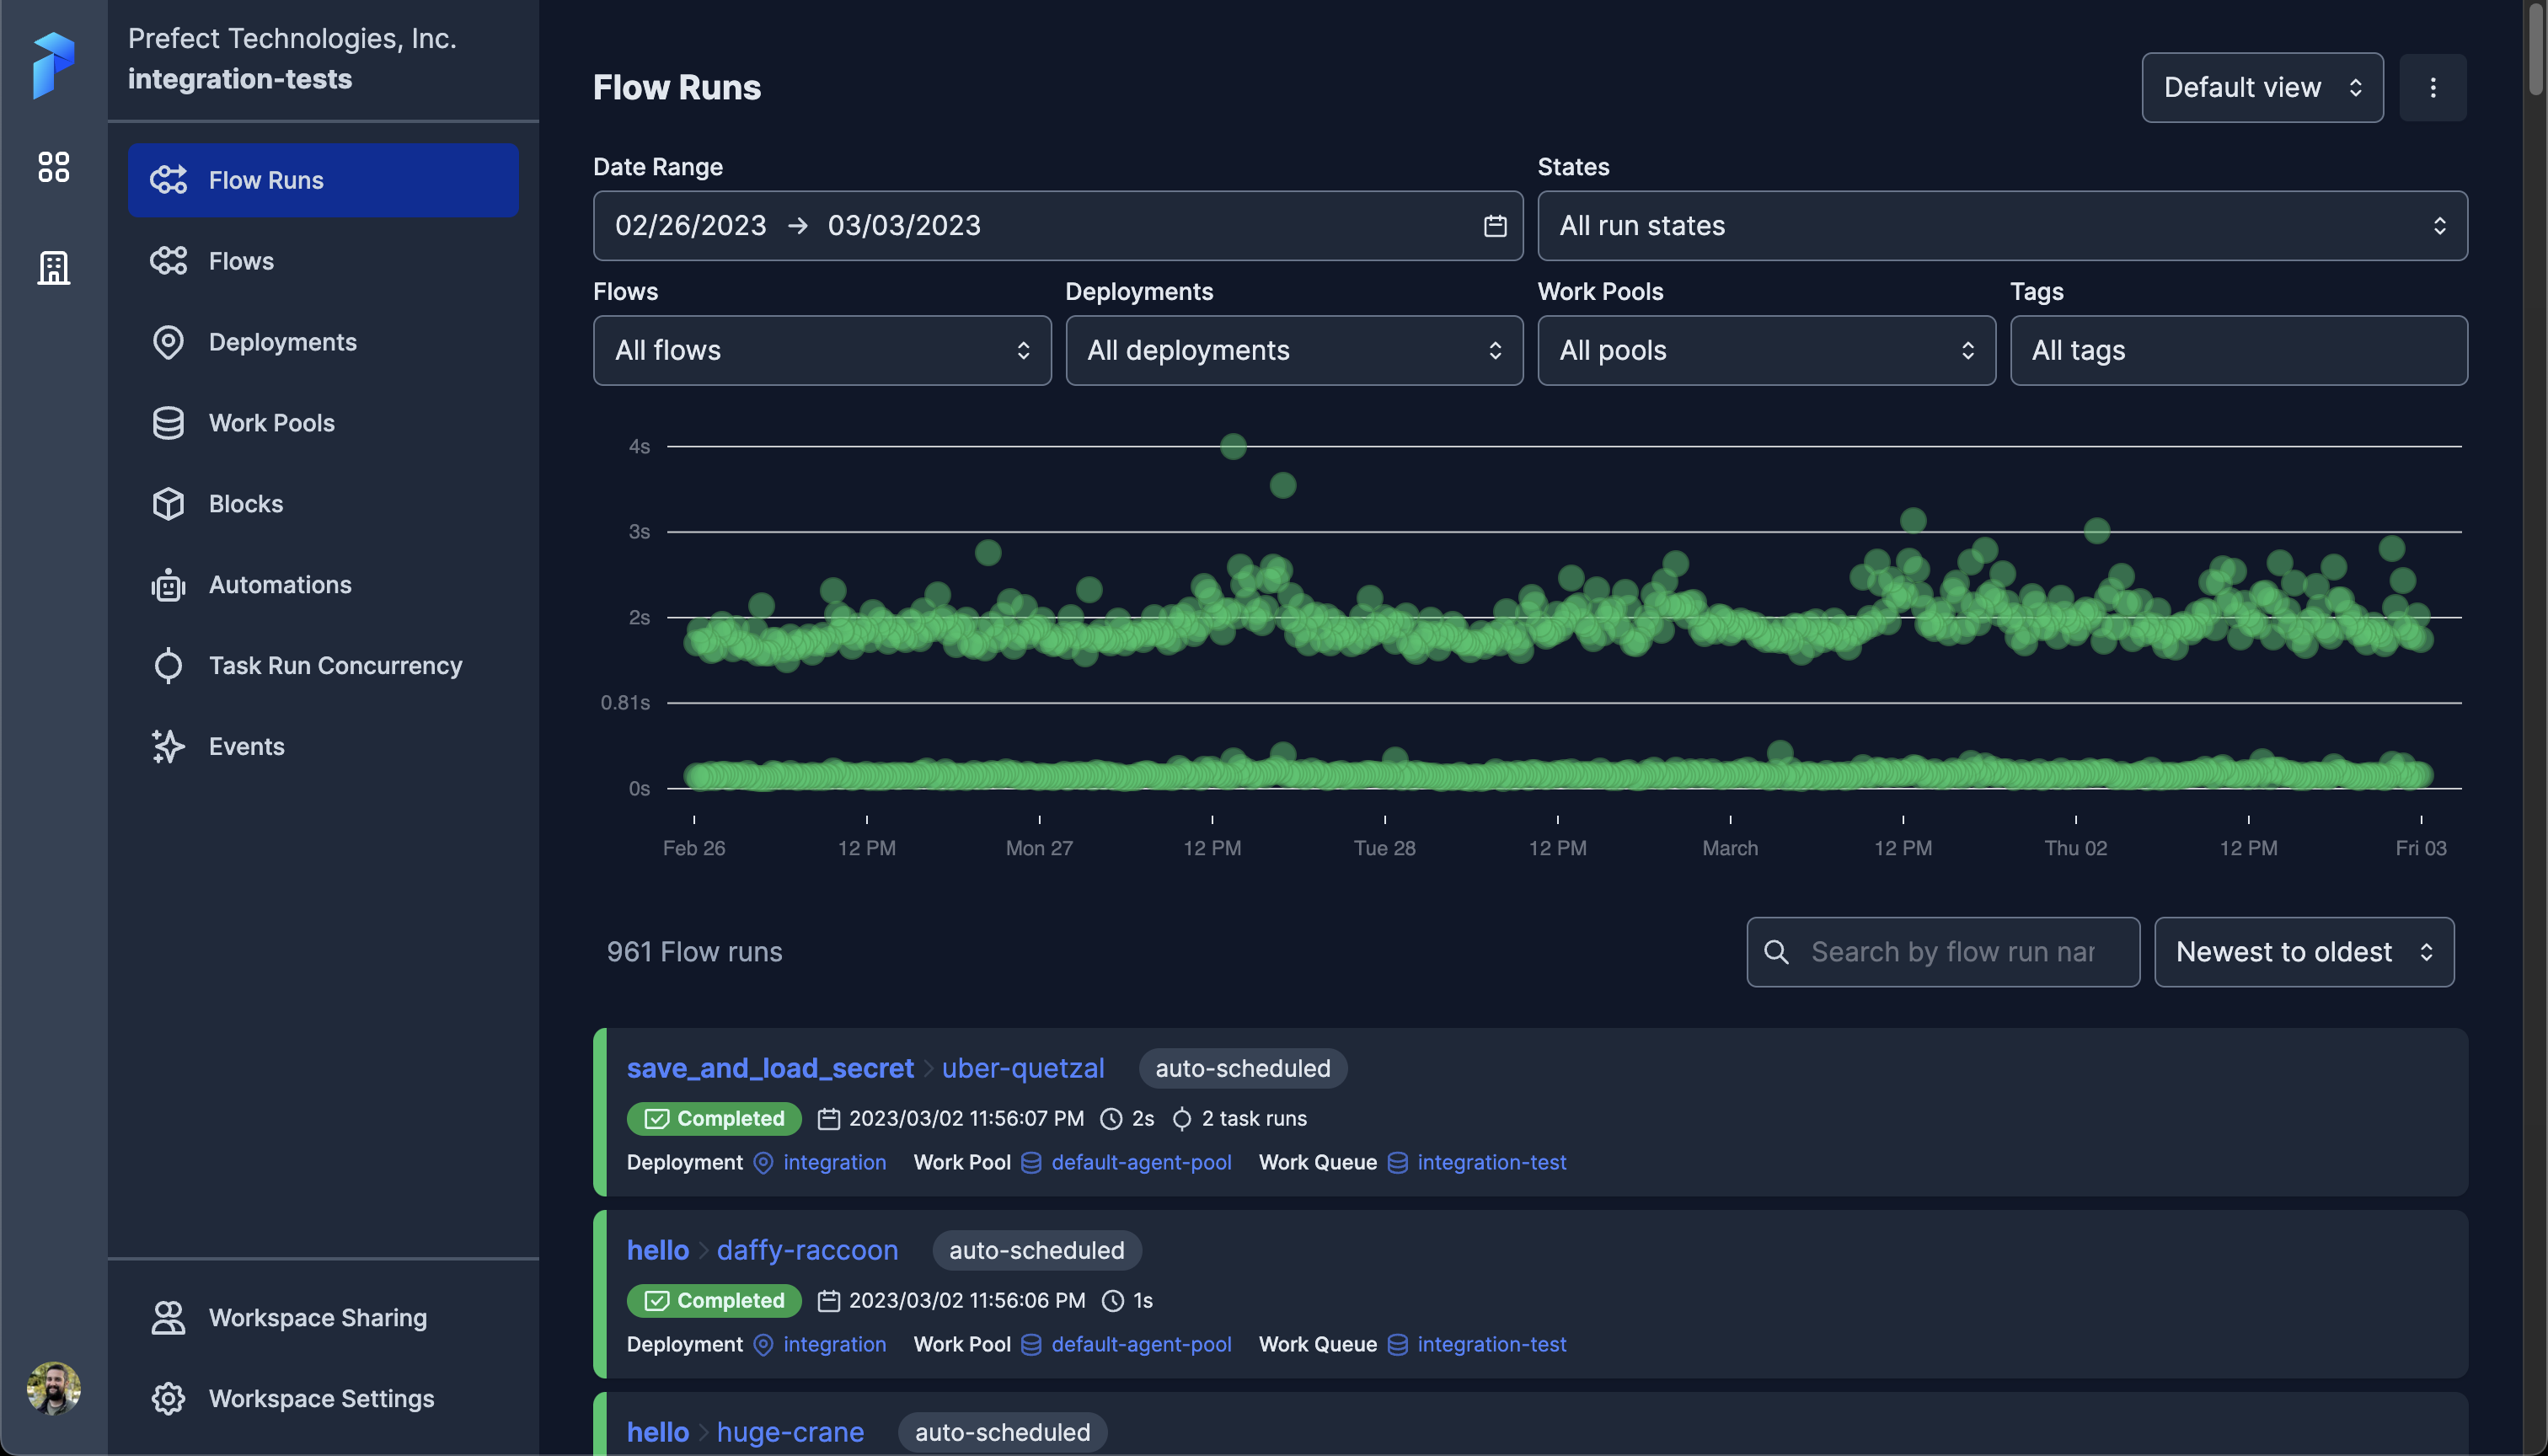 Prefect Technologies, Inc.
integration-tests
Flow Runs
Flows
Deployments
Work Pools
Blocks
Automations
Task Run Concurrency
Events
Workspace Sharing
Workspace Settings
Flow Runs
Default view
Date Range
States
02/26/2023 → 03/03/2023
All run states
Flows
Deployments
Work Pools
Tags
All flows
All deployments
All pools
All tags
4s
3s
2s
0.81s
0s
Feb 26 12 PM Mon 27 12 PM Tue 28 12 PM March 12 PM Thu 02 12 PM Fri 03
961 Flow runs
Search by flow run nar
Newest to oldest
save_and_load_secret > uber-quetzal auto-scheduled
Completed 2023/03/02 11:56:07 PM 2s 2 task runs
Deployment integration Work Pool default-agent-pool Work Queue integration-test
hello > daffy-raccoon auto-scheduled
Completed 2023/03/02 11:56:06 PM 1s
Deployment integration Work Pool default-agent-pool Work Queue integration-test
hello > huge-crane auto-scheduled